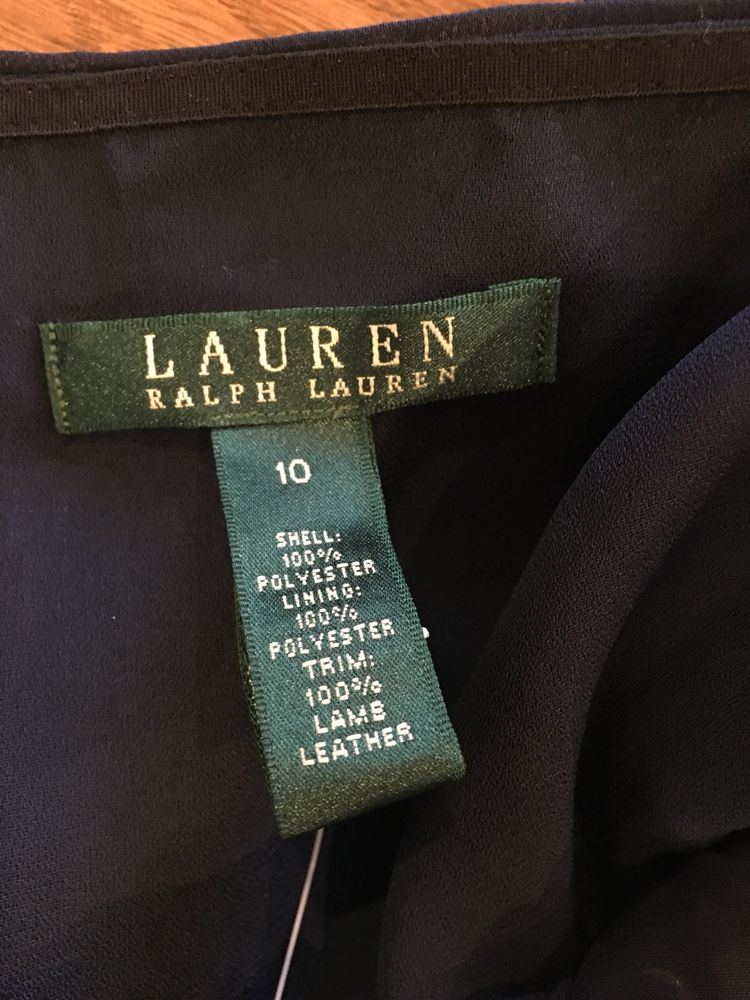 LAUREN
RALPH LAUREN
10
SHELL:
100%
POLYESTER
LINING:
100%
POLYESTER
TRIM:
100%
LAMB
LEATHER